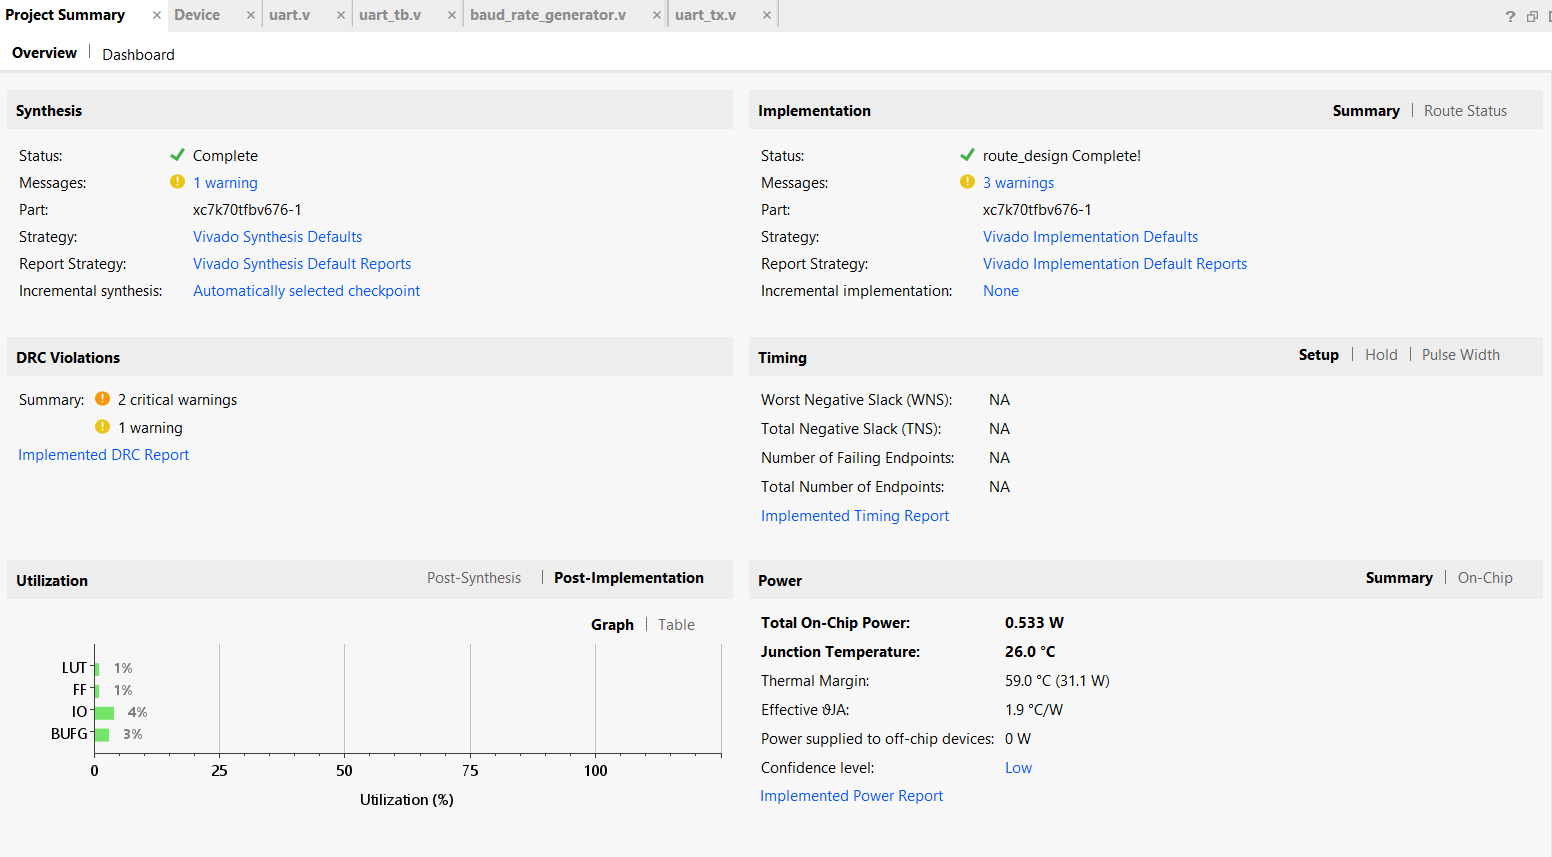 Project Summary × Device × uart.v × uart_tb.v × baud_rate_generator.v × uart_tx.v × ?
Overview | Dashboard
Synthesis
Status: Complete
Messages: 1 warning
Part: xc7k70tfbv676-1
Strategy: Vivado Synthesis Defaults
Report Strategy: Vivado Synthesis Default Reports
Incremental synthesis: Automatically selected checkpoint
Implementation Summary | Route Status
Status: route_design Complete!
Messages: 3 warnings
Part: xc7k70tfbv676-1
Strategy: Vivado Implementation Defaults
Report Strategy: Vivado Implementation Default Reports
Incremental implementation: None
DRC Violations
Summary: 2 critical warnings
1 warning
Implemented DRC Report
Timing Setup | Hold | Pulse Width
Worst Negative Slack (WNS): NA
Total Negative Slack (TNS): NA
Number of Failing Endpoints: NA
Total Number of Endpoints: NA
Implemented Timing Report
Utilization Post-Synthesis | Post-Implementation
Graph | Table
LUT 1%
FF 1%
IO 4%
BUFG 3%
0 25 50 75 100
Utilization (%)
Power Summary | On-Chip
Total On-Chip Power: 0.533 W
Junction Temperature: 26.0 °C
Thermal Margin: 59.0 °C (31.1 W)
Effective ϑJA: 1.9 °C/W
Power supplied to off-chip devices: 0 W
Confidence level: Low
Implemented Power Report